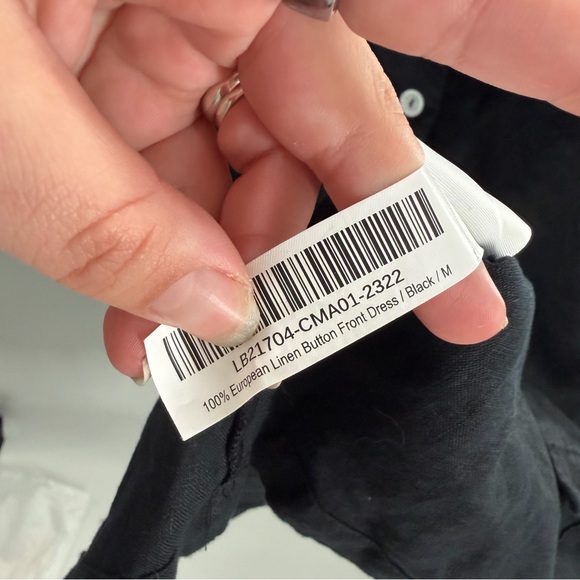 LB21704-CMA01-2322
100% European Linen Button Front Dress / Black / M